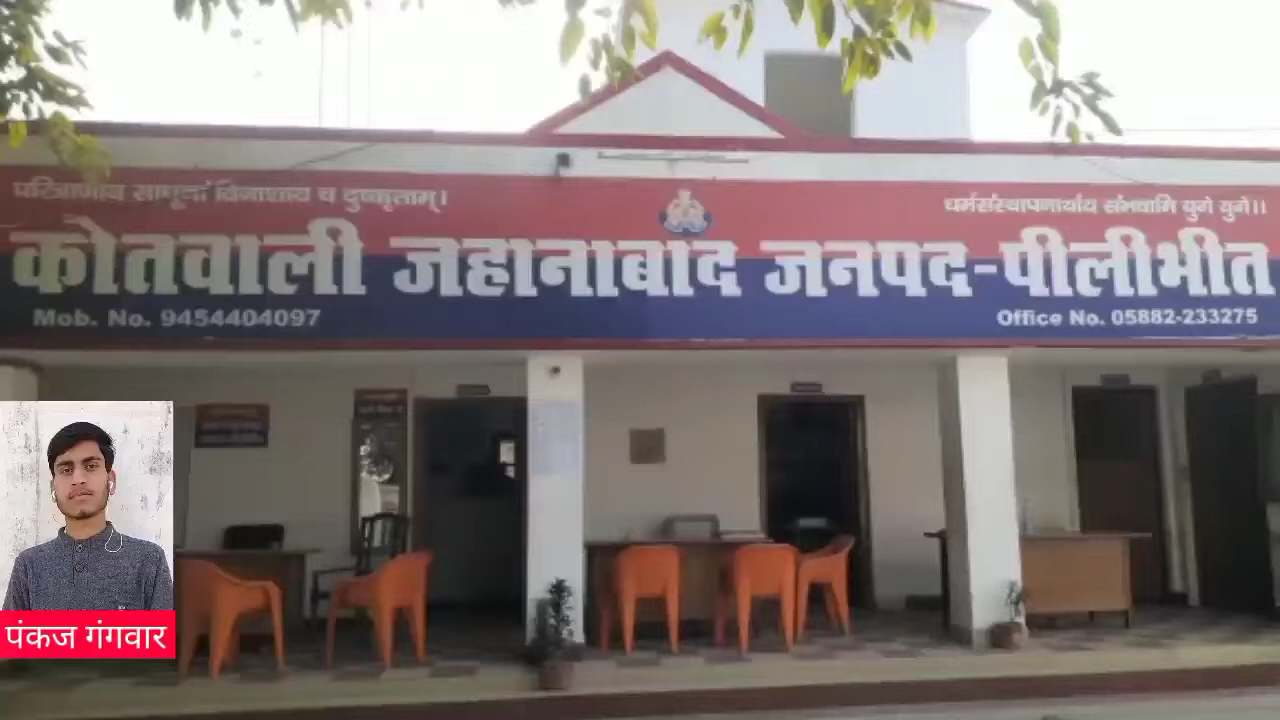 परित्राणाय साधूनां विनाशाय च दुष्कृताम्।
धर्मसंस्थापनार्थाय संभवामि युगे युगे।।
कोतवाली जहानाबाद जनपद-पीलीभीत
Mob. No. 9454404097
Office No. 05882-233275
पंकज गंगवार